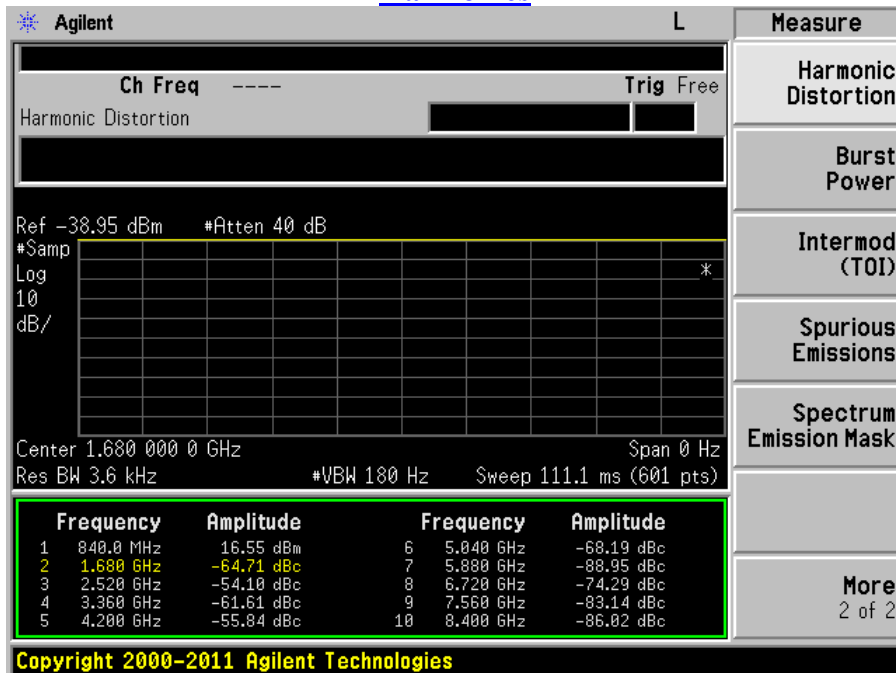 Agilent L Measure
Ch Freq ---- Trig Free
Harmonic Distortion
Harmonic
Distortion
Burst
Power
Intermod
(TOI)
Spurious
Emissions
Spectrum
Emission Mask
More
2 of 2
Ref -38.95 dBm #Atten 40 dB
#Samp
Log
10
dB/
*
Center 1.680 000 0 GHz Span 0 Hz
Res BW 3.6 kHz #VBW 180 Hz Sweep 111.1 ms (601 pts)
Frequency Amplitude Frequency Amplitude
1 840.0 MHz 16.55 dBm 6 5.040 GHz -68.19 dBc
2 1.680 GHz -64.71 dBc 7 5.880 GHz -88.95 dBc
3 2.520 GHz -54.10 dBc 8 6.720 GHz -74.29 dBc
4 3.360 GHz -61.61 dBc 9 7.560 GHz -83.14 dBc
5 4.200 GHz -55.84 dBc 10 8.400 GHz -86.02 dBc
Copyright 2000-2011 Agilent Technologies